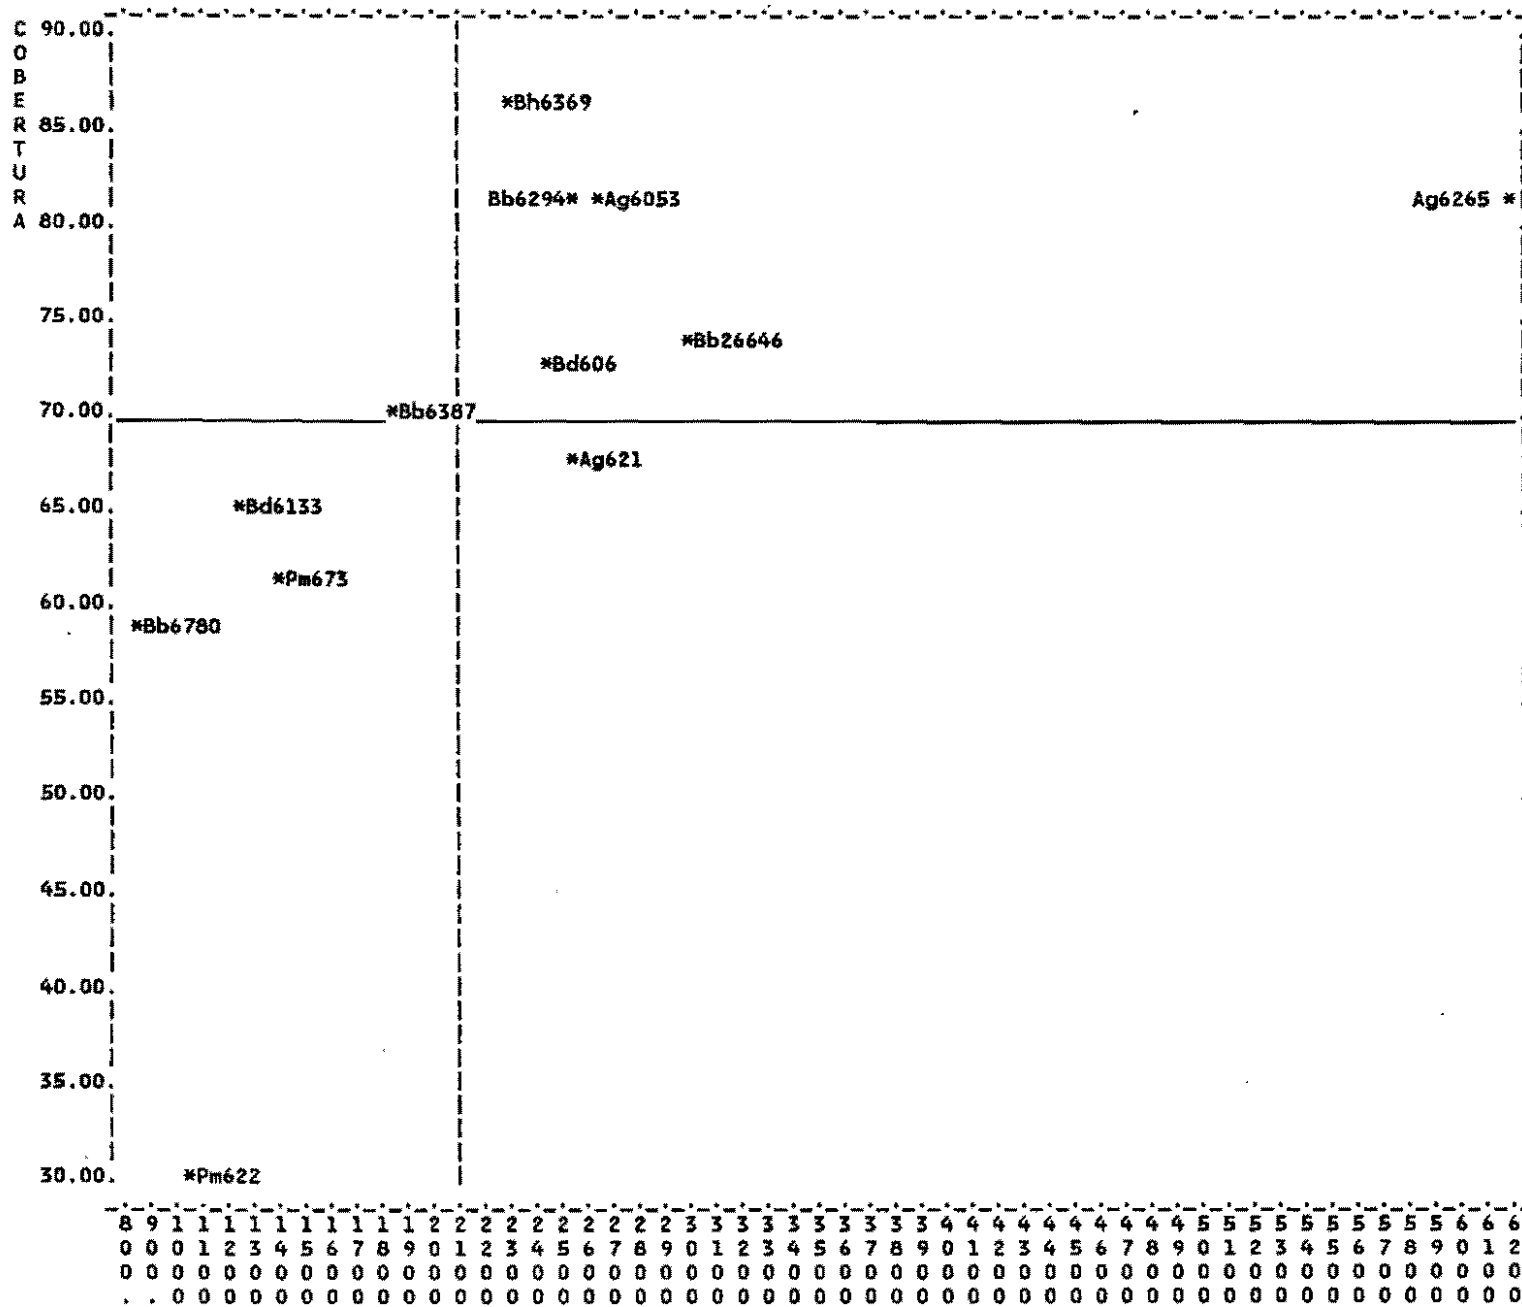 COBERTURA
90.00.
*Bh6369
85.00.
Bb6294* *Ag6053 Ag6265 *
80.00.
75.00.
*Bb26646
*Bd606
70.00. *Bb6387
*Ag621
65.00. *Bd6133
*Pm673
60.00.
*Bb6780
55.00.
50.00.
45.00.
40.00.
35.00.
30.00. *Pm622
8 9 1 1 1 1 1 1 1 1 1 1 2 2 2 2 2 2 2 2 2 2 3 3 3 3 3 3 3 3 3 3 4 4 4 4 4 4 4 4 4 4 5 5 5 5 5 5 5 5 5 5 6 6 6
0 0 0 1 2 3 4 5 6 7 8 9 0 1 2 3 4 5 6 7 8 9 0 1 2 3 4 5 6 7 8 9 0 1 2 3 4 5 6 7 8 9 0 1 2 3 4 5 6 7 8 9 0 1 2
0 0 0 0 0 0 0 0 0 0 0 0 0 0 0 0 0 0 0 0 0 0 0 0 0 0 0 0 0 0 0 0 0 0 0 0 0 0 0 0 0 0 0 0 0 0 0 0 0 0 0 0 0 0 0
. . 0 0 0 0 0 0 0 0 0 0 0 0 0 0 0 0 0 0 0 0 0 0 0 0 0 0 0 0 0 0 0 0 0 0 0 0 0 0 0 0 0 0 0 0 0 0 0 0 0 0 0 0 0